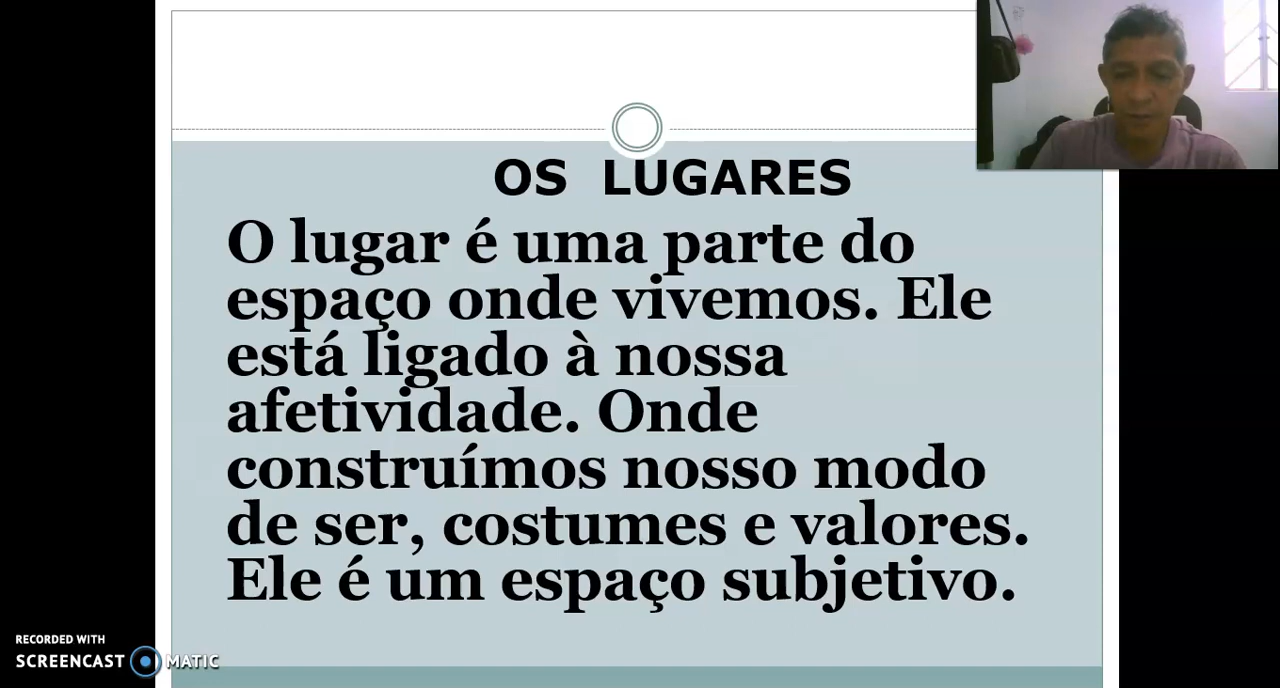 OS LUGARES
O lugar é uma parte do
espaço onde vivemos. Ele
está ligado à nossa
afetividade. Onde
construímos nosso modo
de ser, costumes e valores.
Ele é um espaço subjetivo.
RECORDED WITH
SCREENCAST MATIC